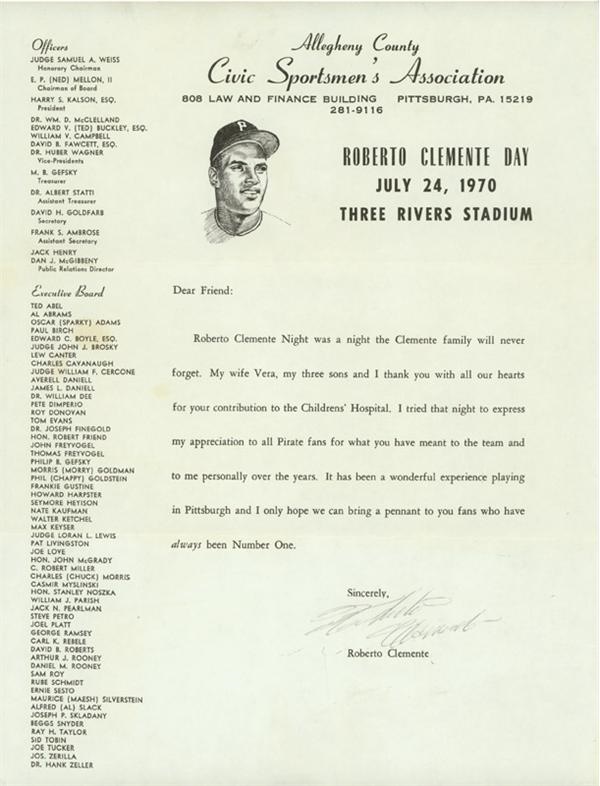 Officers
JUDGE SAMUEL A. WEISS
Honorary Chairman
E. P. (NED) MELLON, II
Chairman of Board
HARRY S. KALSON, ESQ.
President
DR. WM. D. McCLELLAND
EDWARD V. (TED) BUCKLEY, ESQ.
WILLIAM V. CAMPBELL
DAVID B. FAWCETT, ESQ.
DR. HUBER WAGNER
Vice-Presidents
M. B. GEFSKY
Treasurer
DR. ALBERT STATTI
Assistant Treasurer
DAVID H. GOLDFARB
Secretary
FRANK S. AMBROSE
Assistant Secretary
JACK HENRY
DAN J. McGIBBENY
Public Relations Director
Executive Board
TED ABEL
AL ABRAMS
OSCAR (SPARKY) ADAMS
PAUL BIRCH
EDWARD C. BOYLE, ESQ.
JUDGE JOHN J. BROSKY
LEW CANTER
CHARLES CAVANAUGH
JUDGE WILLIAM F. CERCONE
AVERELL DANIELL
JAMES L. DANIELL
DR. WILLIAM DEE
PETE DIMPERIO
ROY DONOVAN
TOM EVANS
DR. JOSEPH FINEGOLD
HON. ROBERT FRIEND
JOHN FREYVOGEL
THOMAS FREYVOGEL
PHILIP B. GEFSKY
MORRIS (MORRY) GOLDMAN
PHIL (CHAPPY) GOLDSTEIN
FRANKIE GUSTINE
HOWARD HARPSTER
SEYMORE HEYISON
NATE KAUFMAN
WALTER KETCHEL
MAX KEYSER
JUDGE LORAN L. LEWIS
PAT LIVINGSTON
JOE LOVE
HON. JOHN McGRADY
C. ROBERT MILLER
CHARLES (CHUCK) MORRIS
CASMIR MYSLINSKI
HON. STANLEY NOSZKA
WILLIAM J. PARISH
JACK N. PEARLMAN
STEVE PETRO
JOEL PLATT
GEORGE RAMSEY
CARL K. REBELE
DAVID B. ROBERTS
ARTHUR J. ROONEY
DANIEL M. ROONEY
SAM ROY
RUBE SCHMIDT
ERNIE SESTO
MAURICE (MAESH) SILVERSTEIN
ALFRED (AL) SLACK
JOSEPH P. SKLADANY
BEGGS SNYDER
RAY H. TAYLOR
SID TOBIN
JOE TUCKER
JOS. ZERILLA
DR. HANK ZELLER
Allegheny County
Civic Sportsmen's Association
808 LAW AND FINANCE BUILDING PITTSBURGH, PA. 15219
281-9116
P
ROBERTO CLEMENTE DAY
JULY 24, 1970
THREE RIVERS STADIUM
Dear Friend:
Roberto Clemente Night was a night the Clemente family will never
forget. My wife Vera, my three sons and I thank you with all our hearts
for your contribution to the Childrens' Hospital. I tried that night to express
my appreciation to all Pirate fans for what you have meant to the team and
to me personally over the years. It has been a wonderful experience playing
in Pittsburgh and I only hope we can bring a pennant to you fans who have
always been Number One.
Sincerely,
Roberto Clemente
Roberto Clemente